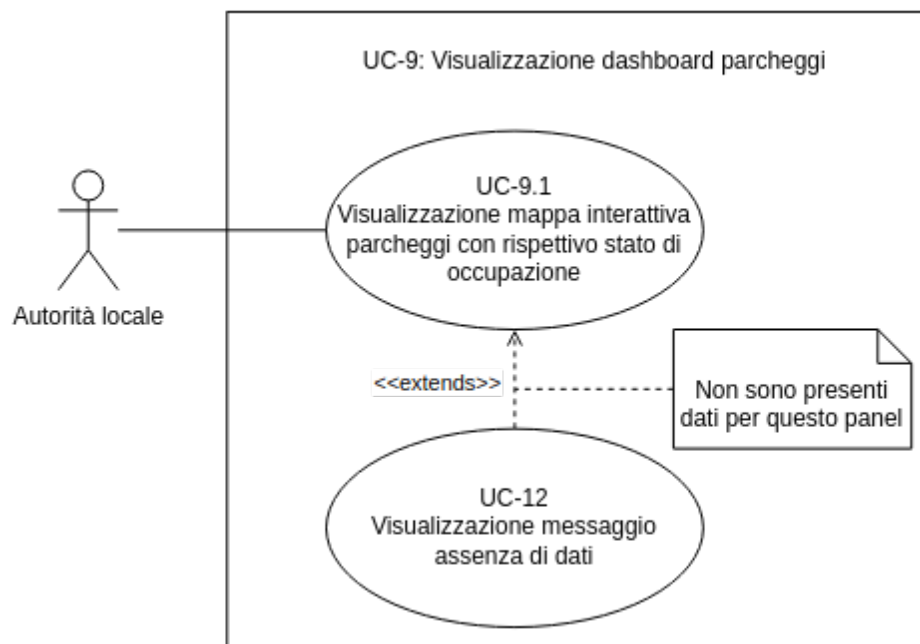 UC-9: Visualizzazione dashboard parcheggi
UC-9.1
Visualizzazione mappa interattiva
parcheggi con rispettivo stato di
occupazione
Autorità locale
<<extends>>
Non sono presenti
dati per questo panel
UC-12
Visualizzazione messaggio
assenza di dati